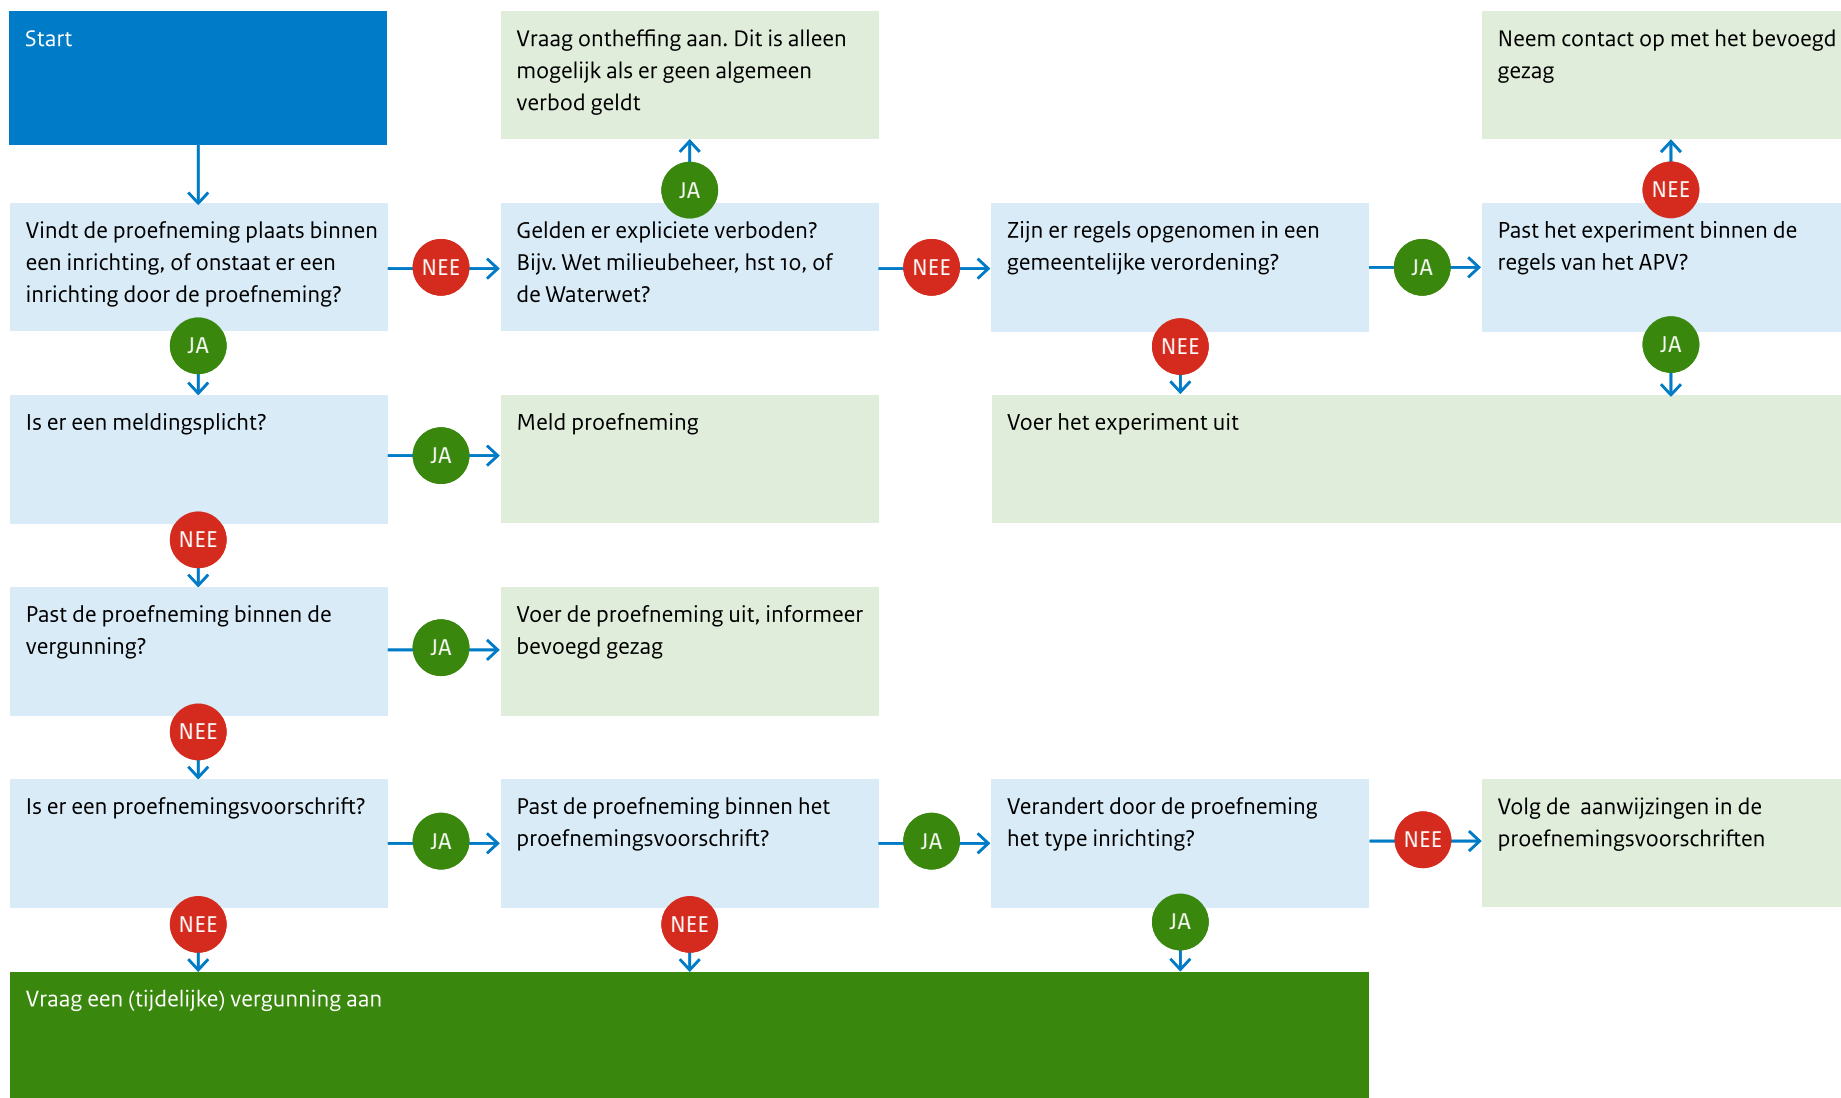 Start
Vraag ontheffing aan. Dit is alleen
mogelijk als er geen algemeen
verbod geldt
Neem contact op met het bevoegd
gezag
JA
NEE
Vindt de proefneming plaats binnen
een inrichting, of onstaat er een
inrichting door de proefneming?
NEE
Gelden er expliciete verboden?
Bijv. Wet milieubeheer, hst 10, of
de Waterwet?
NEE
Zijn er regels opgenomen in een
gemeentelijke verordening?
JA
Past het experiment binnen de
regels van het APV?
JA
NEE
JA
Is er een meldingsplicht?
JA
Meld proefneming
Voer het experiment uit
NEE
Past de proefneming binnen de
vergunning?
JA
Voer de proefneming uit, informeer
bevoegd gezag
NEE
Is er een proefnemingsvoorschrift?
JA
Past de proefneming binnen het
proefnemingsvoorschrift?
JA
Verandert door de proefneming
het type inrichting?
NEE
Volg de  aanwijzingen in de
proefnemingsvoorschriften
NEE
NEE
JA
Vraag een (tijdelijke) vergunning aan